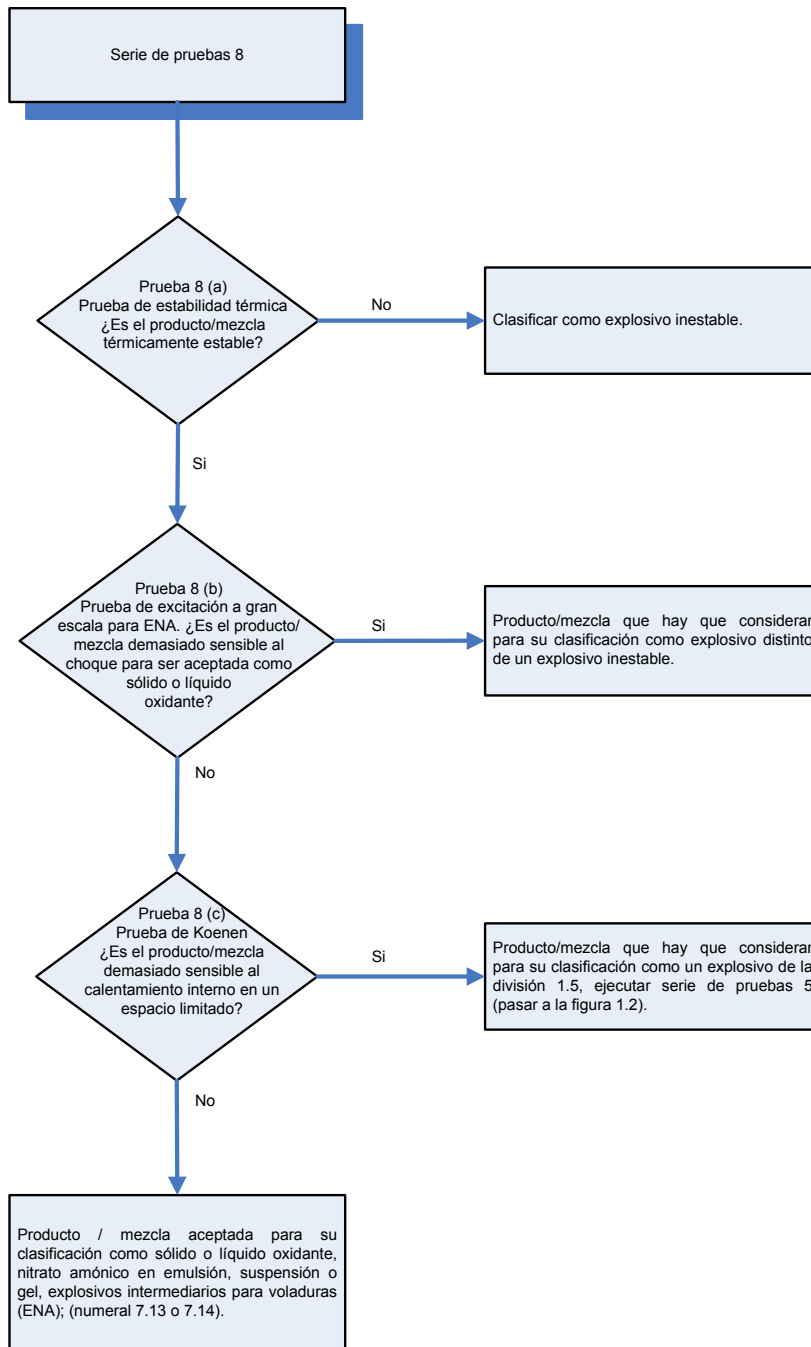 Serie de pruebas 8
Prueba 8 (a)
Prueba de estabilidad térmica
¿Es el producto/mezcla
térmicamente estable?
No
Clasificar como explosivo inestable.
Si
Prueba 8 (b)
Prueba de excitación a gran
escala para ENA. ¿Es el producto/
mezcla demasiado sensible al
choque para ser aceptada como
sólido o líquido
oxidante?
Si
Producto/mezcla que hay que considerar
para su clasificación como explosivo distinto
de un explosivo inestable.
No
Prueba 8 (c)
Prueba de Koenen
¿Es el producto/mezcla
demasiado sensible al
calentamiento interno en un
espacio limitado?
Si
Producto/mezcla que hay que considerar
para su clasificación como un explosivo de la
división 1.5, ejecutar serie de pruebas 5
(pasar a la figura 1.2).
No
Producto / mezcla aceptada para su
clasificación como sólido o líquido oxidante,
nitrato amónico en emulsión, suspensión o
gel, explosivos intermediarios para voladuras
(ENA); (numeral 7.13 o 7.14).